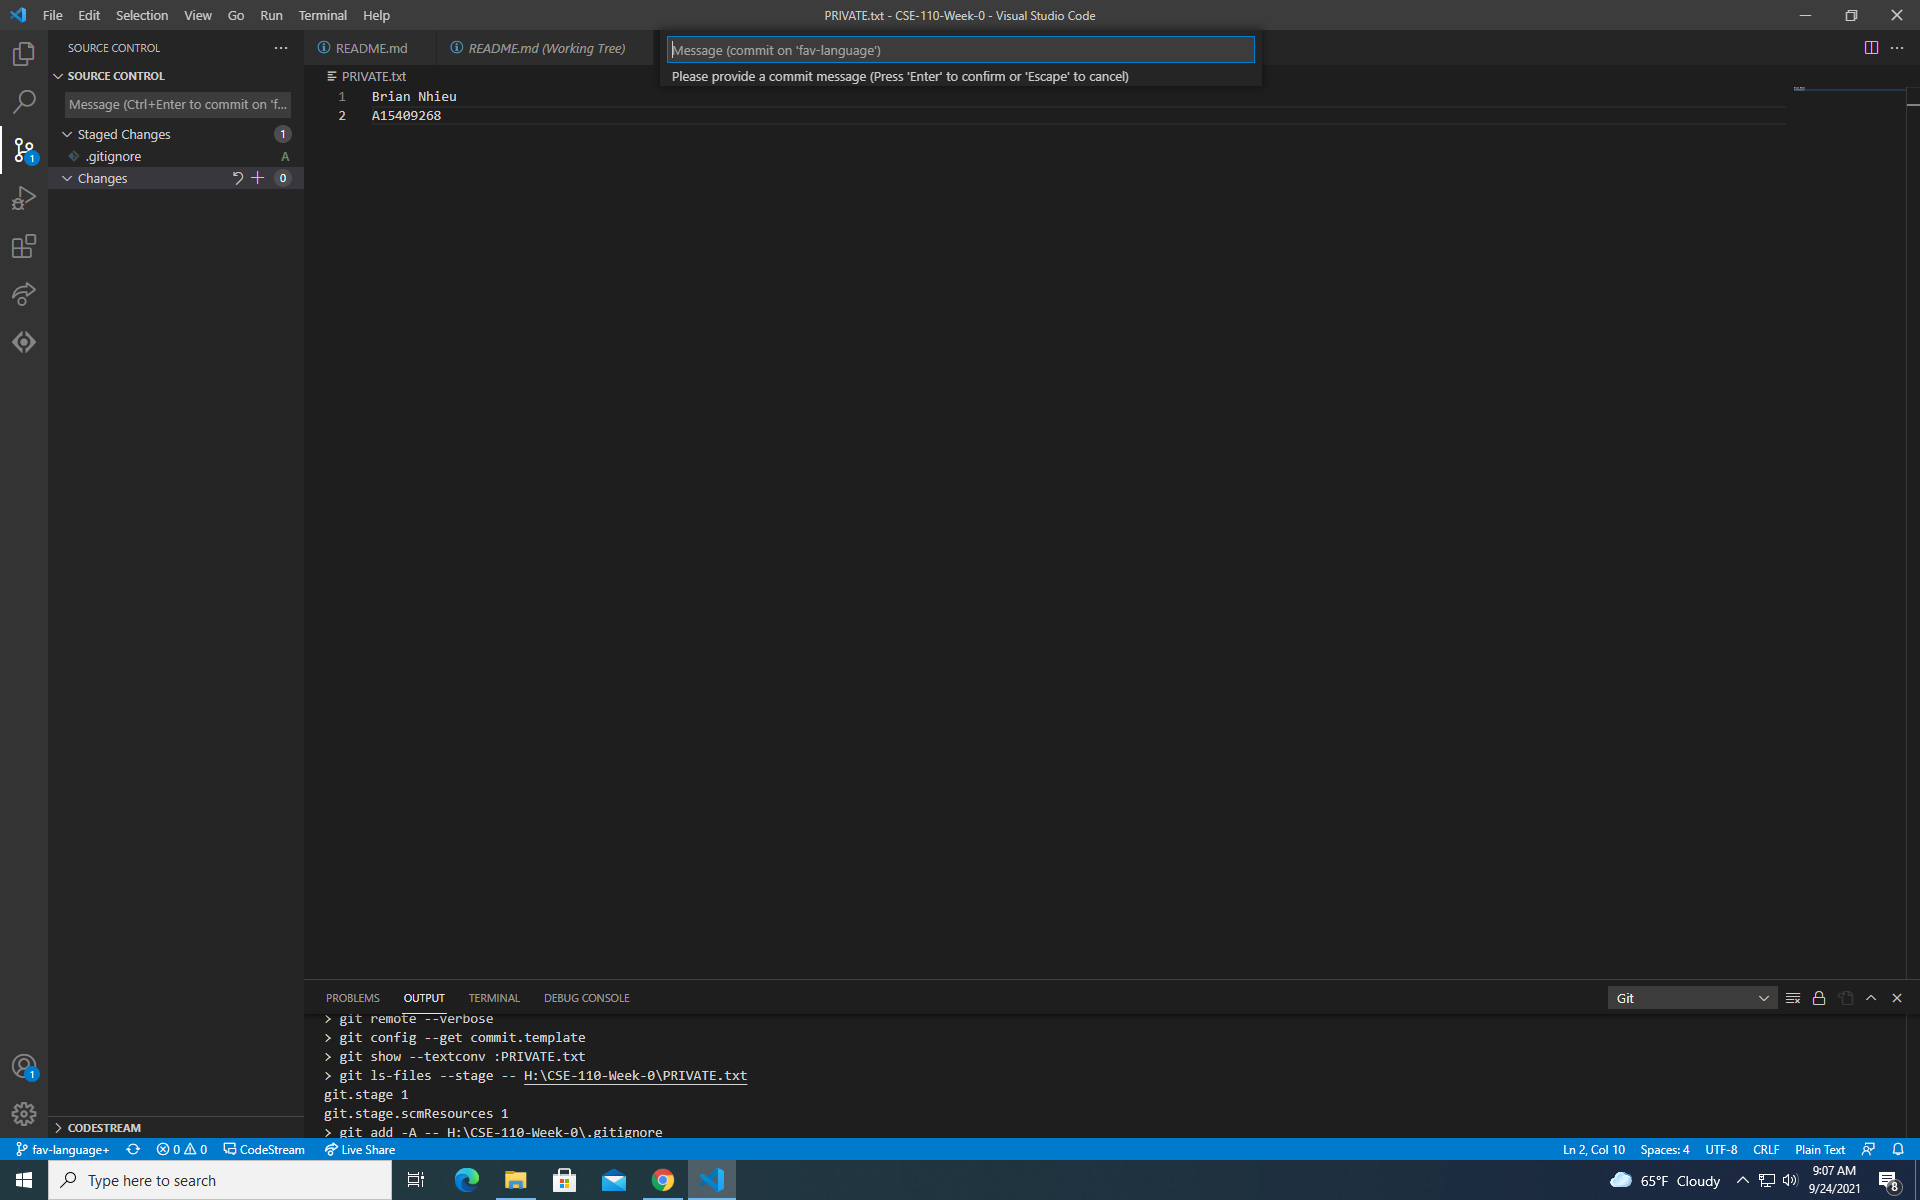 File Edit Selection View Go Run Terminal Help
PRIVATE.txt - CSE-110-Week-0 - Visual Studio Code
SOURCE CONTROL
README.md
README.md (Working Tree)
Message (commit on 'fav-language')
Please provide a commit message (Press 'Enter' to confirm or 'Escape' to cancel)
SOURCE CONTROL
Message (Ctrl+Enter to commit on 'f...
Staged Changes 1
.gitignore A
Changes 0
1
PRIVATE.txt
1 Brian Nhieu
2 A15409268
PROBLEMS OUTPUT TERMINAL DEBUG CONSOLE
Git
> git remote --verbose
> git config --get commit.template
> git show --textconv :PRIVATE.txt
> git ls-files --stage -- H:\CSE-110-Week-0\PRIVATE.txt
git.stage 1
git.stage.scmResources 1
> git add -A -- H:\CSE-110-Week-0\.gitignore
1
CODESTREAM
fav-language+ 0 0 CodeStream Live Share
Ln 2, Col 10 Spaces: 4 UTF-8 CRLF Plain Text
Type here to search
65°F Cloudy
9:07 AM
9/24/2021
8